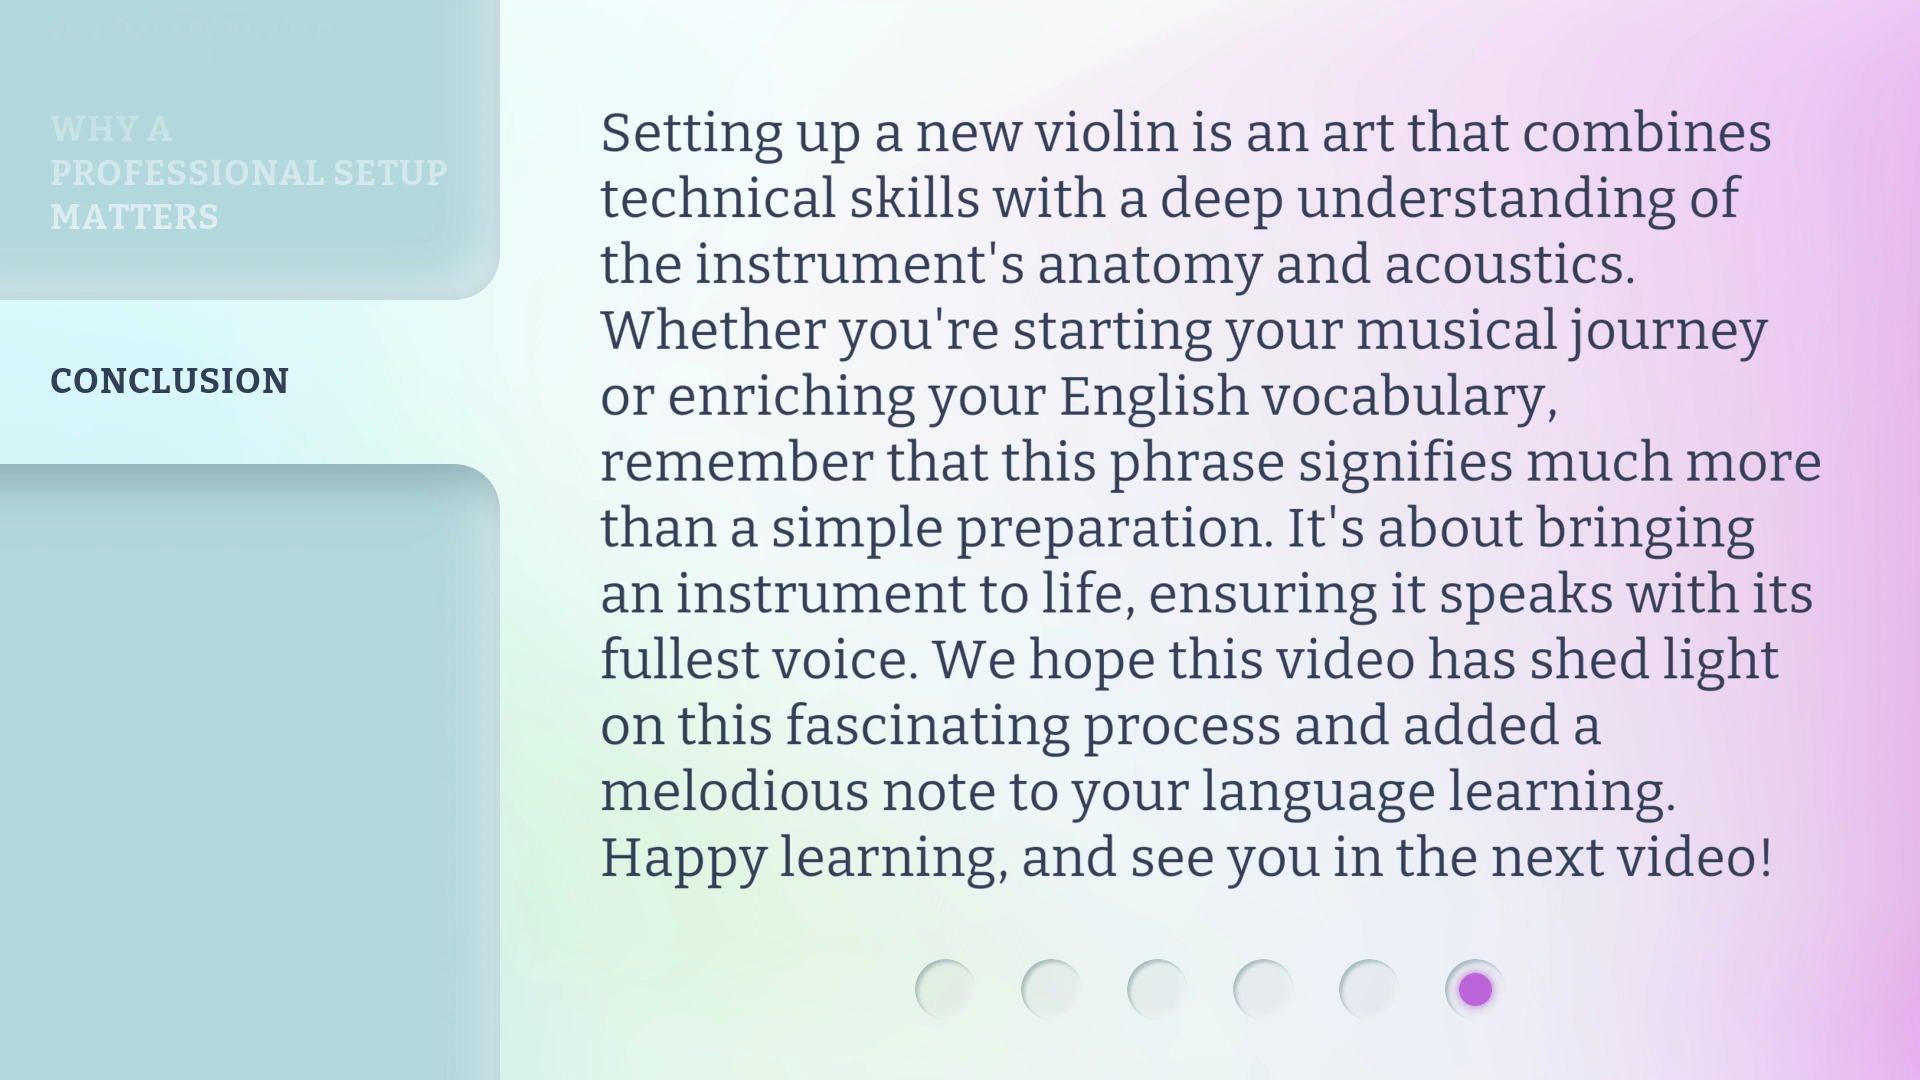 WHY A
PROFESSIONAL SETUP
MATTERS
CONCLUSION
Setting up a new violin is an art that combines
technical skills with a deep understanding of
the instrument's anatomy and acoustics.
Whether you're starting your musical journey
or enriching your English vocabulary,
remember that this phrase signifies much more
than a simple preparation. It's about bringing
an instrument to life, ensuring it speaks with its
fullest voice. We hope this video has shed light
on this fascinating process and added a
melodious note to your language learning.
Happy learning, and see you in the next video!